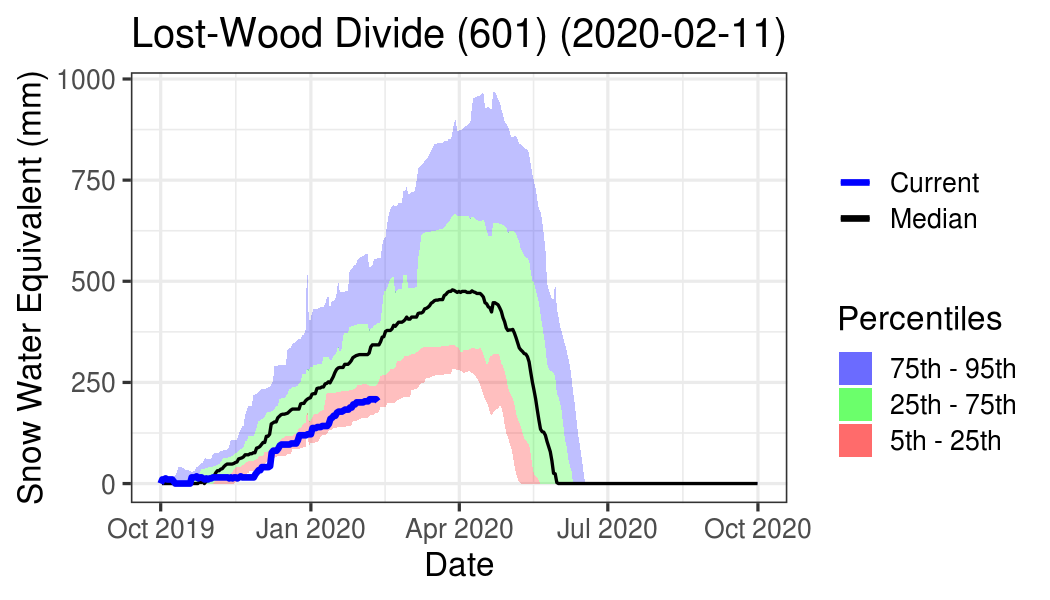 Lost-Wood Divide (601) (2020-02-11)
Snow Water Equivalent (mm)
1000
750
500
250
0
Oct 2019
Jan 2020
Apr 2020
Jul 2020
Oct 2020
Date
Current
Median
Percentiles
75th - 95th
25th - 75th
5th - 25th